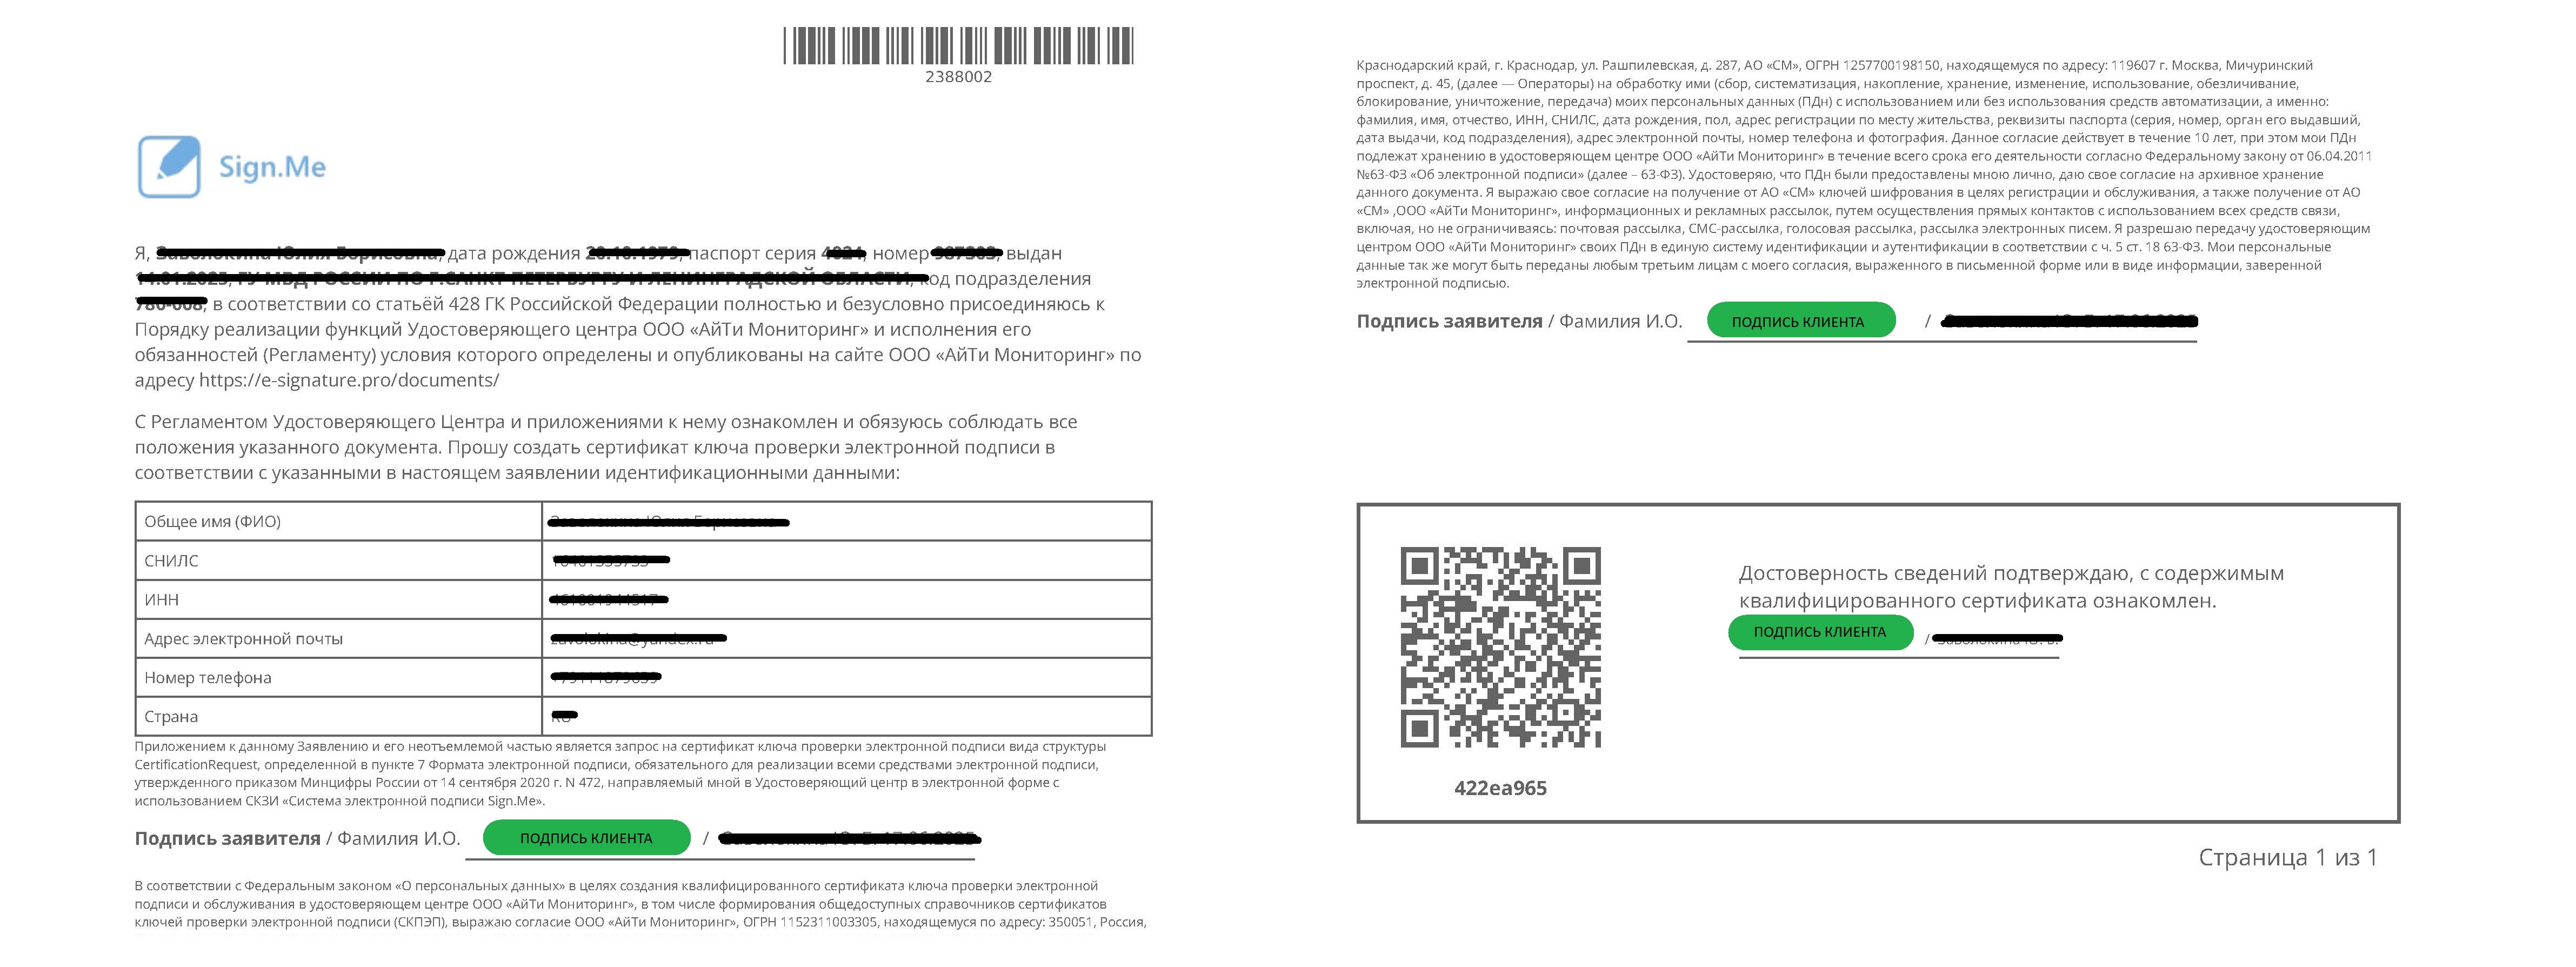 2388002
Sign.Me
Я, дата рождения паспорт серия номер выдан
код подразделения
в соответствии со статьёй 428 ГК Российской Федерации полностью и безусловно присоединяюсь к
Порядку реализации функций Удостоверяющего центра ООО «АйТи Мониторинг» и исполнения его
обязанностей (Регламенту) условия которого определены и опубликованы на сайте ООО «АйТи Мониторинг» по
адресу https://e-signature.pro/documents/
С Регламентом Удостоверяющего Центра и приложениями к нему ознакомлен и обязуюсь соблюдать все
положения указанного документа. Прошу создать сертификат ключа проверки электронной подписи в
соответствии с указанными в настоящем заявлении идентификационными данными:
Общее имя (ФИО)
СНИЛС
ИНН
Адрес электронной почты
Номер телефона
Страна
Приложением к данному Заявлению и его неотъемлемой частью является запрос на сертификат ключа проверки электронной подписи вида структуры
CertificationRequest, определенной в пункте 7 Формата электронной подписи, обязательного для реализации всеми средствами электронной подписи,
утвержденного приказом Минцифры России от 14 сентября 2020 г. N 472, направляемый мной в Удостоверяющий центр в электронной форме с
использованием СКЗИ «Система электронной подписи Sign.Me».
Подпись заявителя / Фамилия И.О. ПОДПИСЬ КЛИЕНТА /
В соответствии с Федеральным законом «О персональных данных» в целях создания квалифицированного сертификата ключа проверки электронной
подписи и обслуживания в удостоверяющем центре ООО «АйТи Мониторинг», в том числе формирования общедоступных справочников сертификатов
ключей проверки электронной подписи (СКПЭП), выражаю согласие ООО «АйТи Мониторинг», ОГРН 1152311003305, находящемуся по адресу: 350051, Россия,
Краснодарский край, г. Краснодар, ул. Рашпилевская, д. 287, АО «СМ», ОГРН 1257700198150, находящемуся по адресу: 119607 г. Москва, Мичуринский
проспект, д. 45, (далее — Операторы) на обработку ими (сбор, систематизация, накопление, хранение, изменение, использование, обезличивание,
блокирование, уничтожение, передача) моих персональных данных (ПДн) с использованием или без использования средств автоматизации, а именно:
фамилия, имя, отчество, ИНН, СНИЛС, дата рождения, пол, адрес регистрации по месту жительства, реквизиты паспорта (серия, номер, орган его выдавший,
дата выдачи, код подразделения), адрес электронной почты, номер телефона и фотография. Данное согласие действует в течение 10 лет, при этом мои ПДн
подлежат хранению в удостоверяющем центре ООО «АйТи Мониторинг» в течение всего срока его деятельности согласно Федеральному закону от 06.04.2011
№63-ФЗ «Об электронной подписи» (далее – 63-ФЗ). Удостоверяю, что ПДн были предоставлены мною лично, даю свое согласие на архивное хранение
данного документа. Я выражаю свое согласие на получение от АО «СМ» ключей шифрования в целях регистрации и обслуживания, а также получение от АО
«СМ» ,ООО «АйТи Мониторинг», информационных и рекламных рассылок, путем осуществления прямых контактов с использованием всех средств связи,
включая, но не ограничиваясь: почтовая рассылка, СМС-рассылка, голосовая рассылка, рассылка электронных писем. Я разрешаю передачу удостоверяющим
центром ООО «АйТи Мониторинг» своих ПДн в единую систему идентификации и аутентификации в соответствии с ч. 5 ст. 18 63-ФЗ. Мои персональные
данные так же могут быть переданы любым третьим лицам с моего согласия, выраженного в письменной форме или в виде информации, заверенной
электронной подписью.
Подпись заявителя / Фамилия И.О. ПОДПИСЬ КЛИЕНТА /
Достоверность сведений подтверждаю, с содержимым
квалифицированного сертификата ознакомлен.
ПОДПИСЬ КЛИЕНТА /
422ea965
Страница 1 из 1